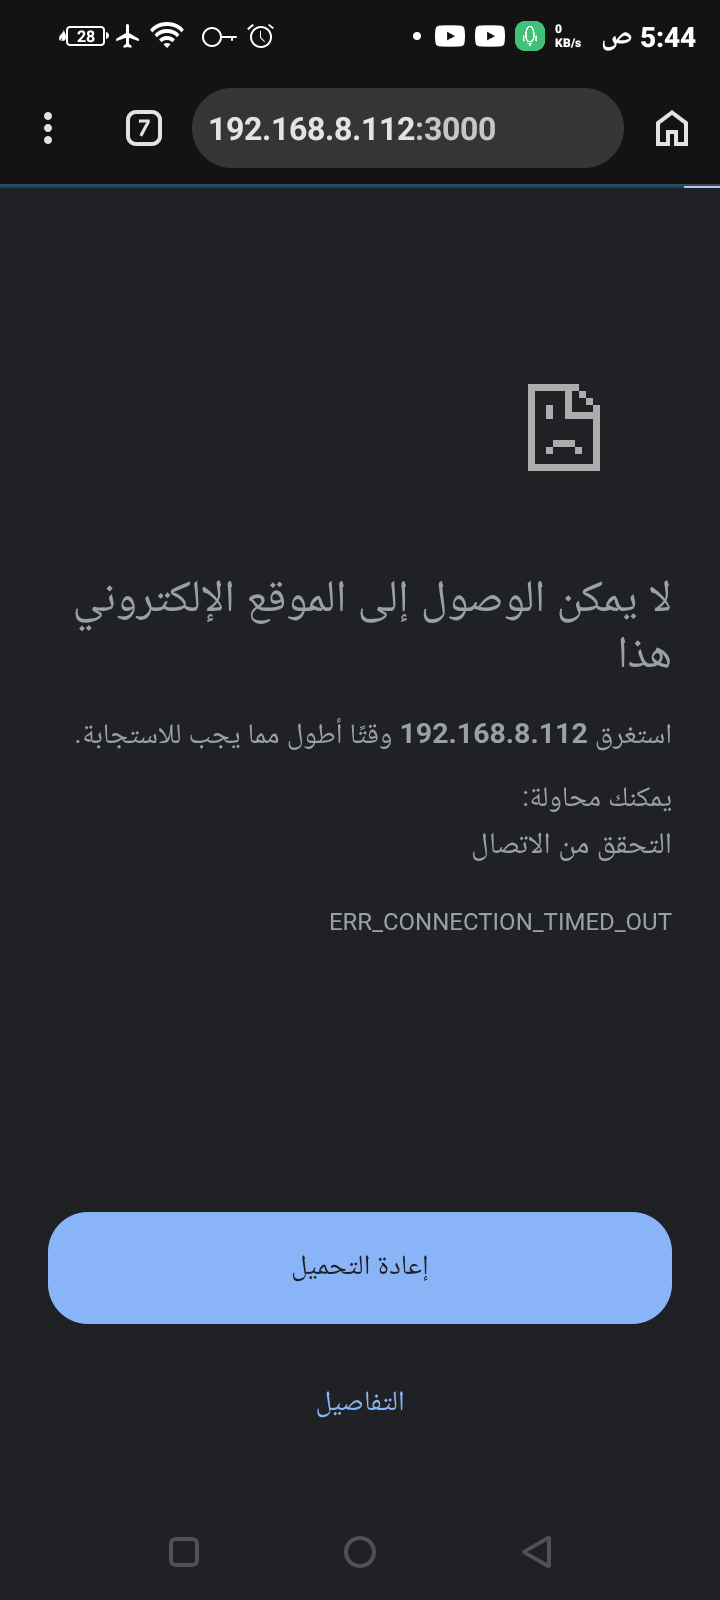 28
0
KB/s
5:44 ص
7
192.168.8.112:3000
لا يمكن الوصول إلى الموقع الإلكتروني
هذا
استغرق 192.168.8.112 وقتًا أطول مما يجب للاستجابة.
يمكنك محاولة:
التحقق من الاتصال
ERR_CONNECTION_TIMED_OUT
إعادة التحميل
التفاصيل